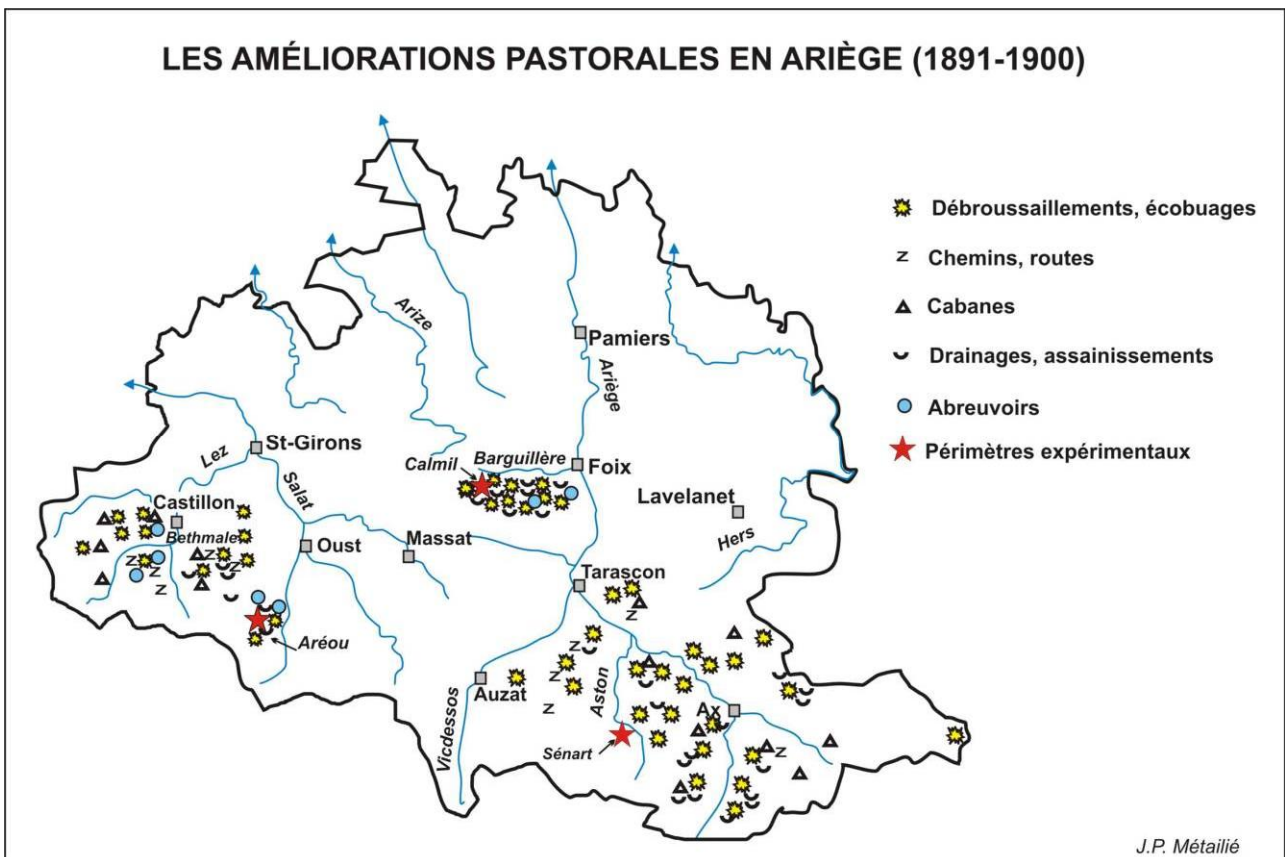 LES AMÉLIORATIONS PASTORALES EN ARIÈGE (1891-1900)
Débroussaillements, écobuages
Z Chemins, routes
Cabanes
Drainages, assainissements
Abreuvoirs
Périmètres expérimentaux
Arize
Pamiers
Ariège
St-Girons
Lez
Salat
Calmil
Barguillère
Foix
Lavelanet
Hers
Castillon
Bethmale
Oust
Massat
Tarascon
Aréou
Auzat
Vicdessos
Aston
Ax
Sénart
J.P. Métailié